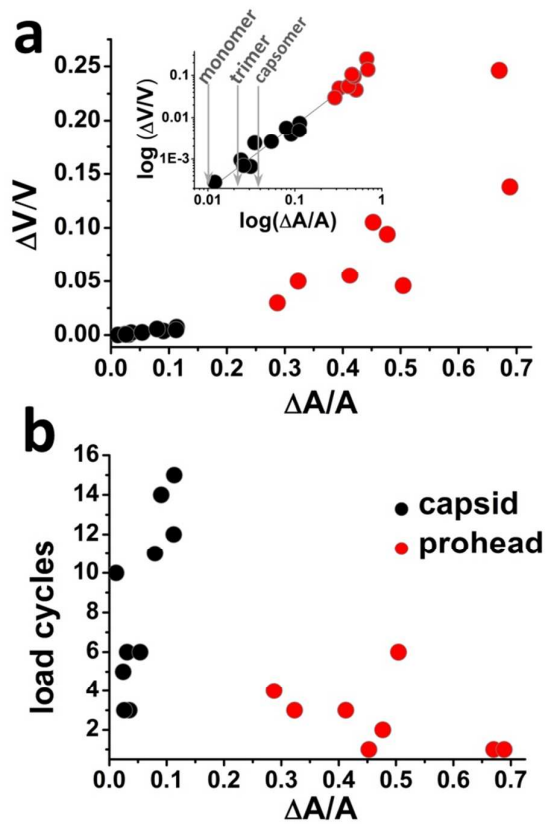 a
monomer
trimer
capsomer
0.25
0.20
0.15
0.10
0.05
0.00
ΔV/V
0.1
0.01
1E-3
log (ΔV/V)
0.01 0.1 1
log(ΔA/A)
0.0 0.1 0.2 0.3 0.4 0.5 0.6 0.7
ΔA/A
b
16
14
12
10
8
6
4
2
load cycles
capsid
prohead
0.0 0.1 0.2 0.3 0.4 0.5 0.6 0.7
ΔA/A